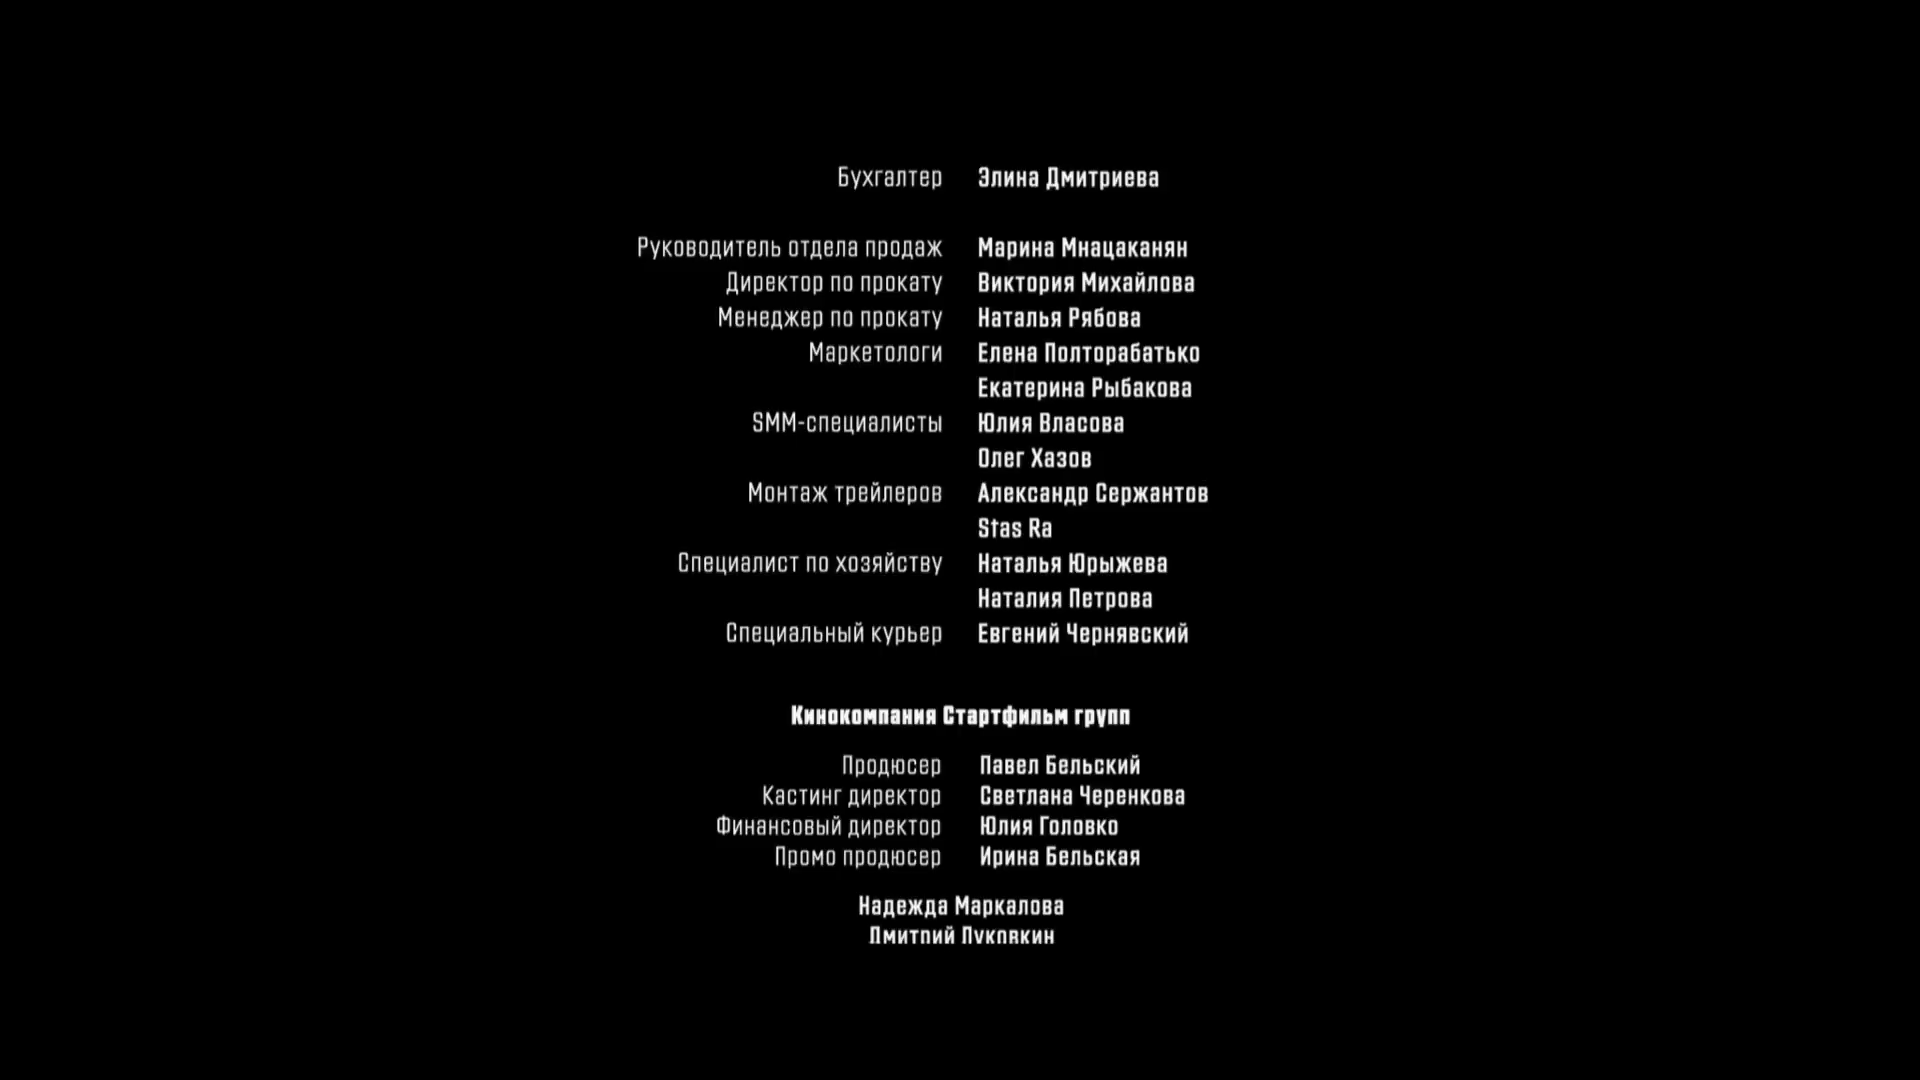 Бухгалтер Элина Дмитриева
Руководитель отдела продаж Марина Мнацаканян
Директор по прокату Виктория Михайлова
Менеджер по прокату Наталья Рябова
Маркетологи Елена Полторабатько
Екатерина Рыбакова
SMM-специалисты Юлия Власова
Олег Хазов
Монтаж трейлеров Александр Сержантов
Stas Ra
Специалист по хозяйству Наталья Юрыжева
Наталия Петрова
Специальный курьер Евгений Чернявский
Кинокомпания Стартфильм групп
Продюсер Павел Бельский
Кастинг директор Светлана Черенкова
Финансовый директор Юлия Головко
Промо продюсер Ирина Бельская
Надежда Маркалова
Дмитрий